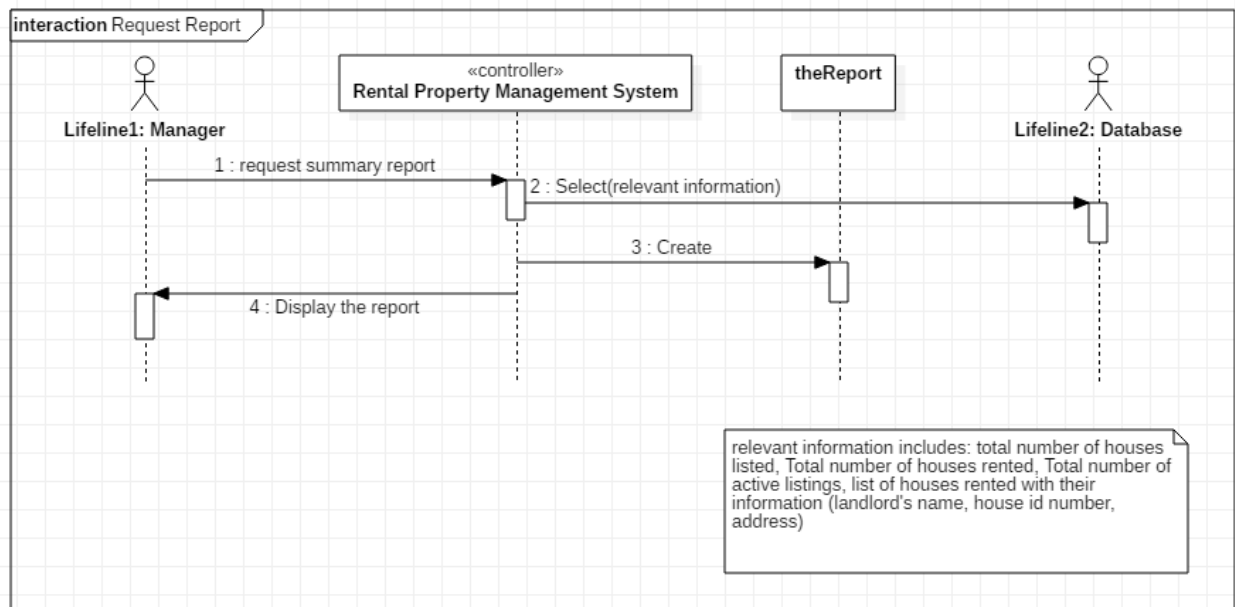 interaction Request Report
«controller»
Rental Property Management System
theReport
Lifeline1: Manager
Lifeline2: Database
1 : request summary report
2 : Select(relevant information)
3 : Create
4 : Display the report
relevant information includes: total number of houses
listed, Total number of houses rented, Total number of
active listings, list of houses rented with their
information (landlord's name, house id number,
address)